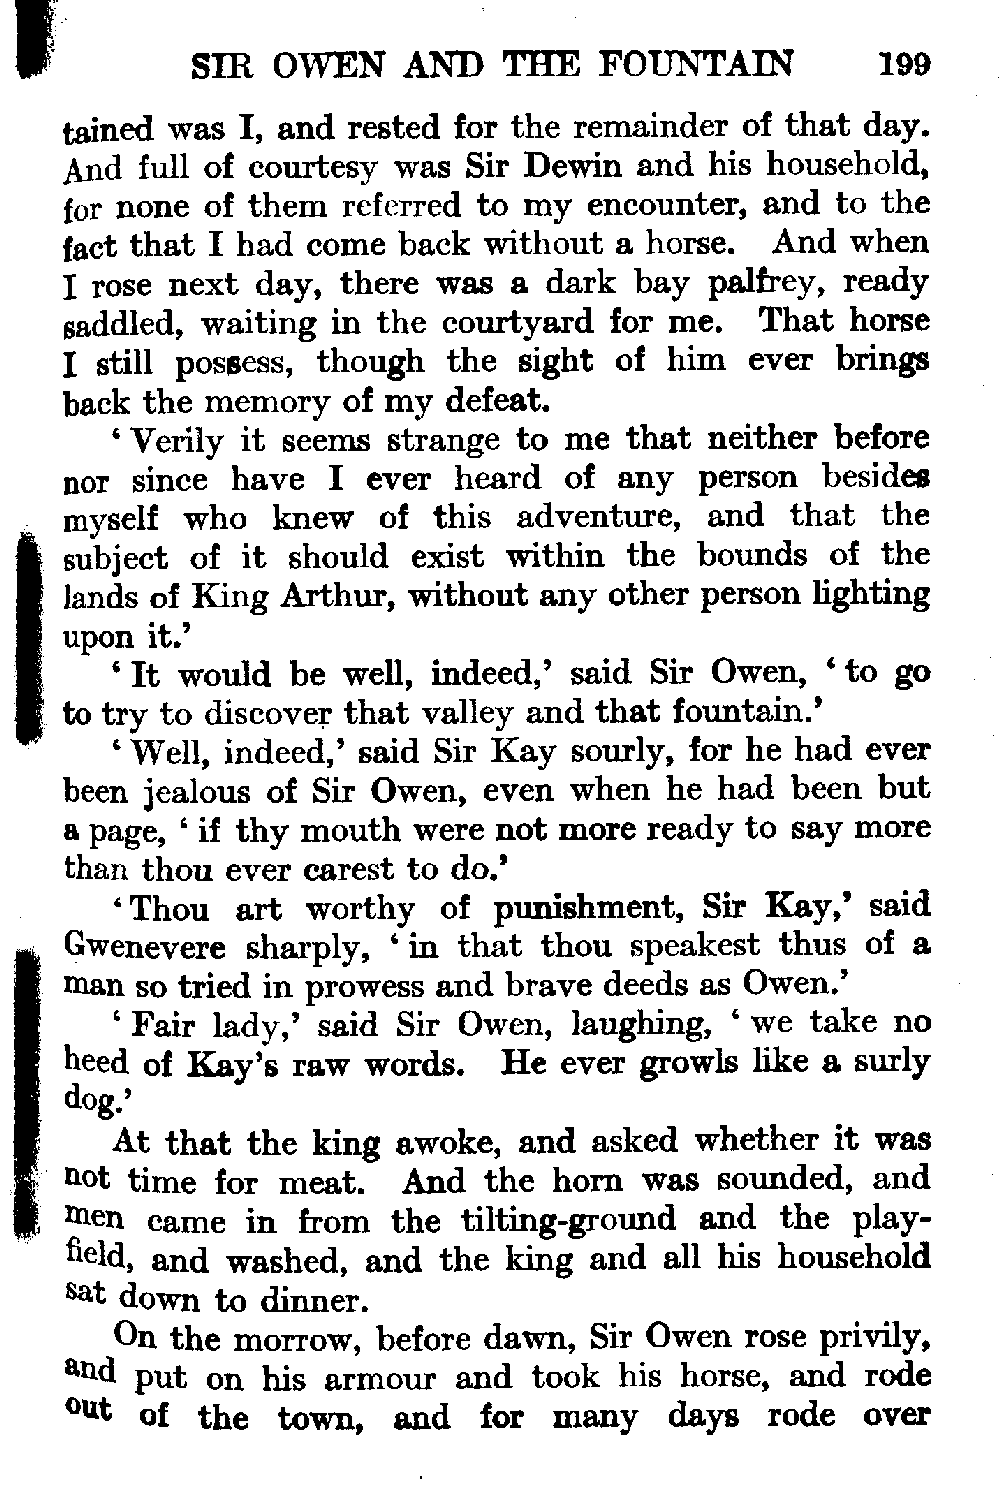 SIR OWEN AND THE FOUNTAIN 199
tained was I, and rested for the remainder of that day.
And full of courtesy was Sir Dewin and his household,
for none of them referred to my encounter, and to the
fact that I had come back without a horse. And when
I rose next day, there was a dark bay palfrey, ready
saddled, waiting in the courtyard for me. That horse
I still possess, though the sight of him ever brings
back the memory of my defeat.
‘ Verily it seems strange to me that neither before
nor since have I ever heard of any person besides
myself who knew of this adventure, and that the
subject of it should exist within the bounds of the
lands of King Arthur, without any other person lighting
upon it.’
‘ It would be well, indeed,’ said Sir Owen, ‘ to go
to try to discover that valley and that fountain.’
‘ Well, indeed,’ said Sir Kay sourly, for he had ever
been jealous of Sir Owen, even when he had been but
a page, ‘ if thy mouth were not more ready to say more
than thou ever carest to do.’
‘ Thou art worthy of punishment, Sir Kay,’ said
Gwenevere sharply, ‘ in that thou speakest thus of a
man so tried in prowess and brave deeds as Owen.’
‘ Fair lady,’ said Sir Owen, laughing, ‘ we take no
heed of Kay’s raw words. He ever growls like a surly
dog.’
At that the king awoke, and asked whether it was
not time for meat. And the horn was sounded, and
men came in from the tilting-ground and the play-
field, and washed, and the king and all his household
sat down to dinner.
On the morrow, before dawn, Sir Owen rose privily,
and put on his armour and took his horse, and rode
out of the town, and for many days rode over